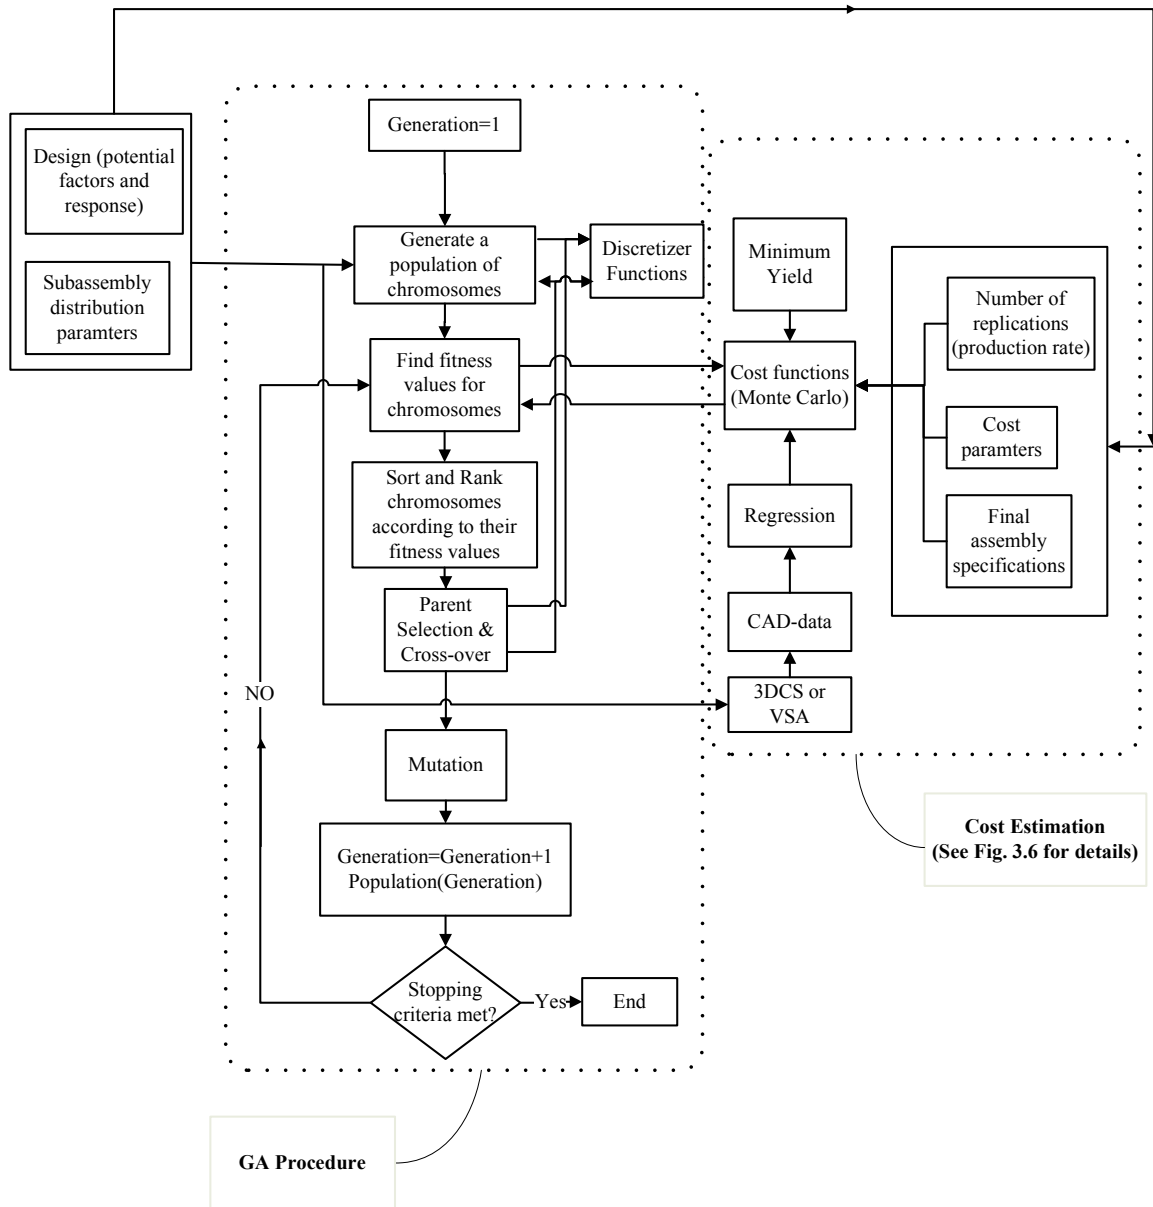 Generation=1
Design (potential
factors and
response)
Subassembly
distribution
paramters
Generate a
population of
chromosomes
Discretizer
Functions
Minimum
Yield
Number of
replications
(production rate)
Find fitness
values for
chromosomes
Cost functions
(Monte Carlo)
Cost
paramters
Sort and Rank
chromosomes
according to their
fitness values
Regression
Final
assembly
specifications
Parent
Selection &
Cross-over
CAD-data
NO
3DCS or
VSA
Mutation
Generation=Generation+1
Population(Generation)
Cost Estimation
(See Fig. 3.6 for details)
Stopping
criteria met?
Yes
End
GA Procedure